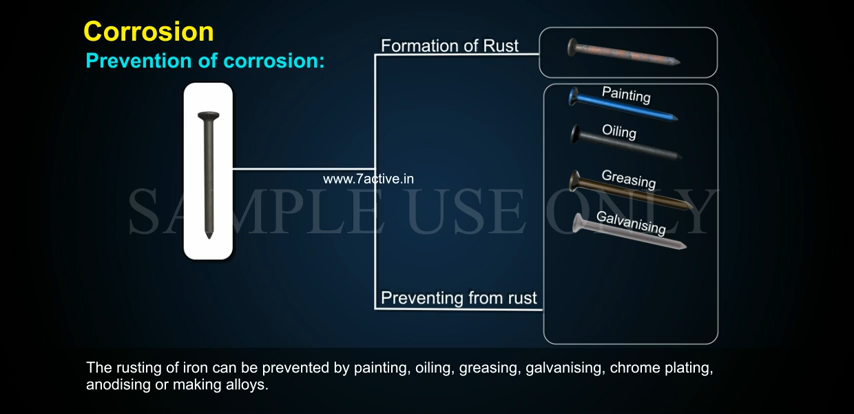 Corrosion
Prevention of corrosion:
Formation of Rust
Painting
Oiling
Greasing
Galvanising
www.7active.in
SAMPLE USE ONLY
Preventing from rust
The rusting of iron can be prevented by painting, oiling, greasing, galvanising, chrome plating,
anodising or making alloys.